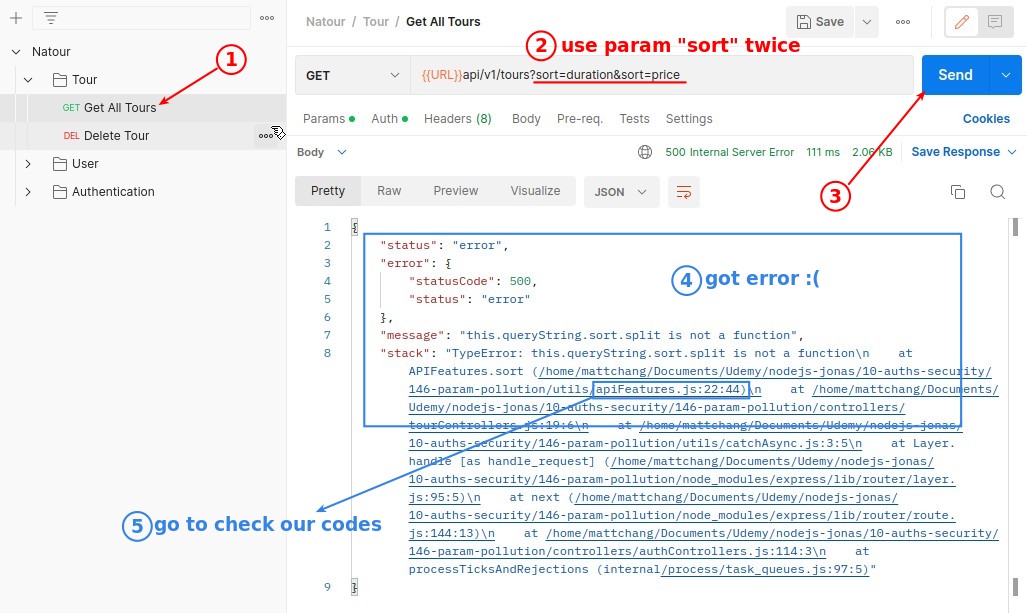 Natour / Tour / Get All Tours
Save
Natour
Tour
GET Get All Tours
DEL Delete Tour
User
Authentication
1
2 use param "sort" twice
GET
{{URL}}api/v1/tours?sort=duration&sort=price
Send
Params Auth Headers (8) Body Pre-req. Tests Settings
Cookies
Body
500 Internal Server Error 111 ms 2.06 KB
Save Response
3
Pretty Raw Preview Visualize JSON
1 {
2 "status": "error",
3 "error": {
4 "statusCode": 500,
5 "status": "error"
6 },
7 "message": "this.queryString.sort.split is not a function",
8 "stack": "TypeError: this.queryString.sort.split is not a function\n    at
APIFeatures.sort (/home/mattchang/Documents/Udemy/nodejs-jonas/10-auths-security/
146-param-pollution/utils/apiFeatures.js:22:44)\n    at /home/mattchang/Documents/
Udemy/nodejs-jonas/10-auths-security/146-param-pollution/controllers/
tourControllers.js:19:6\n    at /home/mattchang/Documents/Udemy/nodejs-jonas/
10-auths-security/146-param-pollution/utils/catchAsync.js:3:5\n    at Layer.
handle [as handle_request] (/home/mattchang/Documents/Udemy/nodejs-jonas/
10-auths-security/146-param-pollution/node_modules/express/lib/router/layer.
js:95:5)\n    at next (/home/mattchang/Documents/Udemy/nodejs-jonas/
10-auths-security/146-param-pollution/node_modules/express/lib/router/route.
js:144:13)\n    at /home/mattchang/Documents/Udemy/nodejs-jonas/10-auths-security/
146-param-pollution/controllers/authControllers.js:114:3\n    at
processTicksAndRejections (internal/process/task_queues.js:97:5)"
9 }
4 got error :(
5 go to check our codes